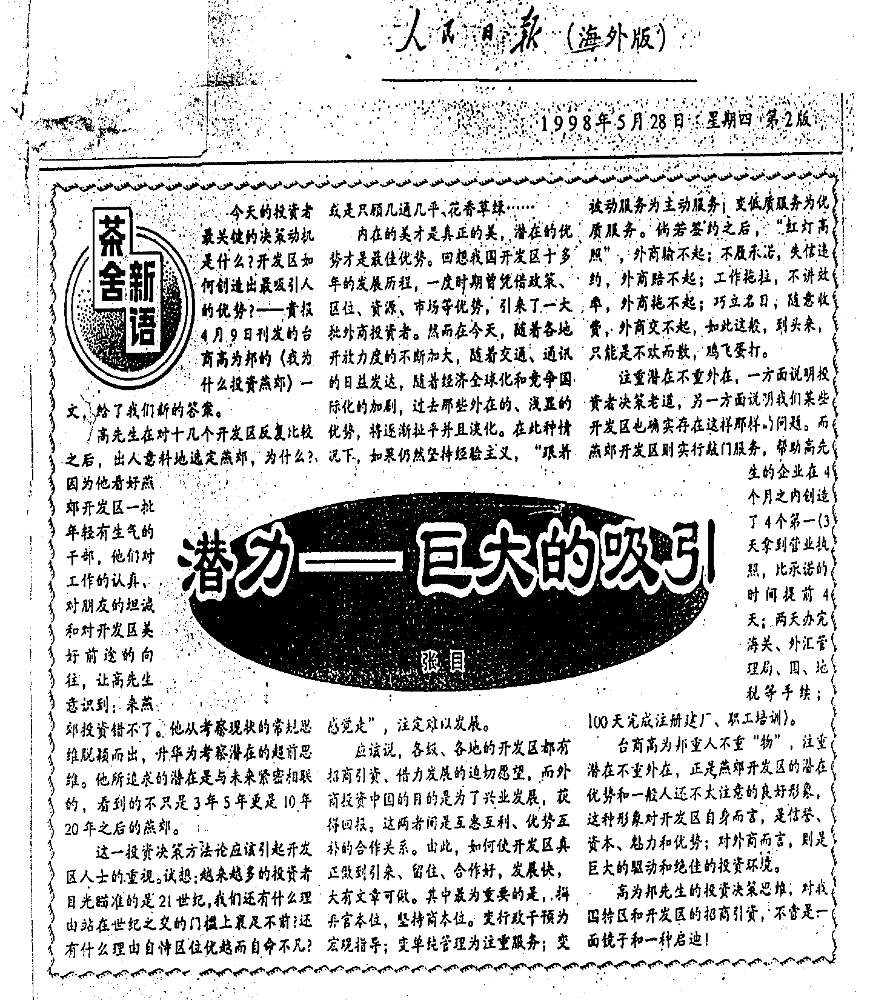 人民日报（海外版）
1998年5月28日 星期四 第2版
茶舍
新语
潜力——巨大的吸引
张目
今天的投资者
最关键的决策动机
是什么?开发区如
何创造出最吸引人
的优势?——贵报
4月9日刊发的台
商高为邦的《我为
什么投资燕郊》一
文，给了我们新的答案。
高先生在对十几个开发区反复比较
之后，出人意料地选定燕郊，为什么?
因为他看好燕
郊开发区一批
年轻有生气的
干部，他们对
工作的认真、
对朋友的坦诚
和对开发区美
好前途的向
往，让高先生
意识到：来燕
郊投资错不了。他从考察现状的常规思
维脱颖而出，升华为考察潜在的超前思
维。他所追求的潜在是与未来紧密相联
的，看到的不只是3年5年更是10年
20年之后的燕郊。
这一投资决策方法论应该引起开发
区人士的重视。试想：越来越多的投资者
目光瞄准的是21世纪，我们还有什么理
由站在世纪之交的门槛上裹足不前?还
有什么理由自恃区位优越而自命不凡?
或是只顾几通几平、花香草绿……
内在的美才是真正的美，潜在的优
势才是最佳优势。回想我国开发区十多
年的发展历程，一度时期曾凭借政策、
区位、资源、市场等优势，引来了一大
批外商投资者。然而在今天，随着各地
开放力度的不断加大，随着交通、通讯
的日益发达，随着经济全球化和竞争国
际化的加剧，过去那些外在的、浅显的
优势，将逐渐扯平并且淡化。在此种情
况下，如果仍然坚持经验主义，“跟着
感觉走”，注定难以发展。
应该说，各级、各地的开发区都有
招商引资、借力发展的迫切愿望，而外
商投资中国的目的是为了兴业发展，获
得回报。这两者间是互惠互利、优势互
补的合作关系。由此，如何使开发区真
正做到引来、留住、合作好，发展快，
大有文章可做。其中最为重要的是，摒
弃官本位，坚持商本位。变行政干预为
宏观指导；变单纯管理为注重服务；变
被动服务为主动服务；变低质服务为优
质服务。倘若签约之后，“红灯高
照”，外商输不起；不履承诺，失信违
约，外商赔不起；工作拖拉，不讲效
率，外商拖不起；巧立名目，随意收
费，外商交不起，如此这般，到头来，
只能是不欢而散，鸡飞蛋打。
注重潜在不重外在，一方面说明投
资者决策老道，另一方面说明我们某些
开发区也确实存在这样那样的问题。而
燕郊开发区则实行敲门服务，帮助高先
生的企业在4
个月之内创造
了4个第一（3
天拿到营业执
照，比承诺的
时间提前4
天；两天办完
海关、外汇管
理局、国、地
税等手续；
100天完成注册建厂、职工培训）。
台商高为邦重人不重“物”，注重
潜在不重外在，正是燕郊开发区的潜在
优势和一般人还不太注意的良好形象，
这种形象对开发区自身而言，是信誉、
资本、魅力和优势；对外商而言，则是
巨大的驱动和绝佳的投资环境。
高为邦先生的投资决策思维，对我
国特区和开发区的招商引资，不啻是一
面镜子和一种启迪！